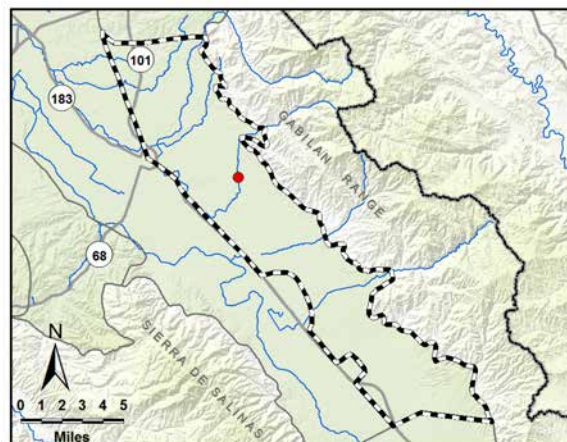 101
183
GABILAN RANGE
68
SIERRA DE SALINAS
N
0 1 2 3 4 5
Miles